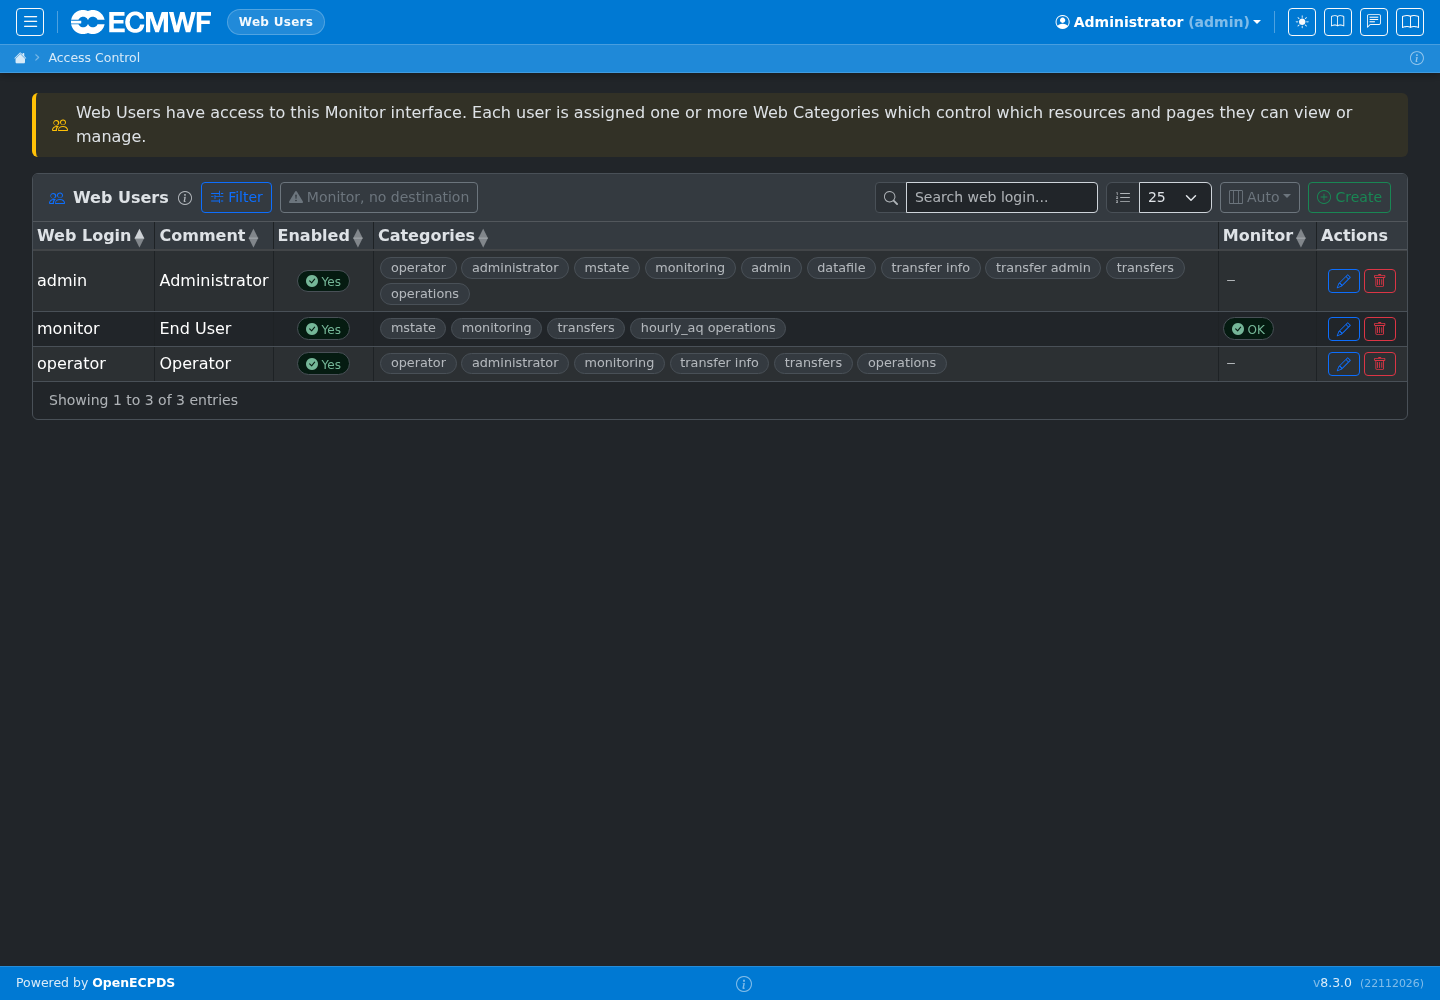 ECMWF Web Users Administrator (admin)
Access Control
Web Users have access to this Monitor interface. Each user is assigned one or more Web Categories which control which resources and pages they can view or
manage.
Web Users Filter Monitor, no destination Search web login... 25 Auto Create
Web Login Comment Enabled Categories Monitor Actions
admin Administrator Yes operator administrator mstate monitoring admin datafile transfer info transfer admin transfers
operations
–
monitor End User Yes mstate monitoring transfers hourly_aq operations OK
operator Operator Yes operator administrator monitoring transfer info transfers operations –
Showing 1 to 3 of 3 entries
Powered by OpenECPDS v8.3.0 (22112026)